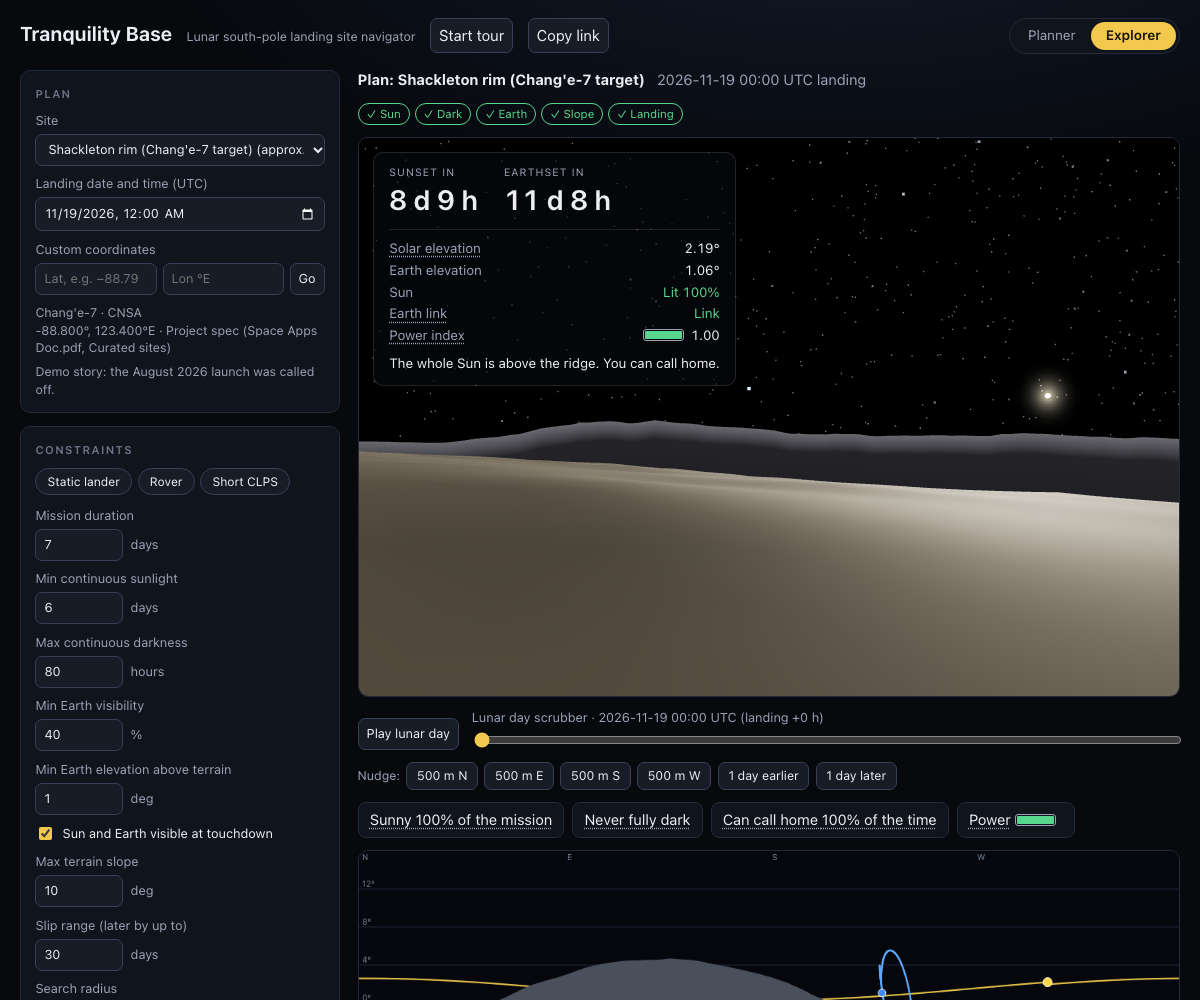 Tranquility Base
Lunar south-pole landing site navigator
Start tour
Copy link
Planner
Explorer
PLAN
Site
Shackleton rim (Chang'e-7 target) (approx.
Landing date and time (UTC)
11/19/2026, 12:00 AM
Custom coordinates
Lat, e.g. −88.79
Lon °E
Go
Chang'e-7 · CNSA
-88.800°, 123.400°E · Project spec (Space Apps
Doc.pdf, Curated sites)
Demo story: the August 2026 launch was called
off.
CONSTRAINTS
Static lander
Rover
Short CLPS
Mission duration
7 days
Min continuous sunlight
6 days
Max continuous darkness
80 hours
Min Earth visibility
40 %
Min Earth elevation above terrain
1 deg
Sun and Earth visible at touchdown
Max terrain slope
10 deg
Slip range (later by up to)
30 days
Search radius
Plan: Shackleton rim (Chang'e-7 target) 2026-11-19 00:00 UTC landing
✓ Sun
✓ Dark
✓ Earth
✓ Slope
✓ Landing
SUNSET IN
8 d 9 h
EARTHSET IN
11 d 8 h
Solar elevation 2.19°
Earth elevation 1.06°
Sun Lit 100%
Earth link Link
Power index 1.00
The whole Sun is above the ridge. You can call home.
Play lunar day
Lunar day scrubber · 2026-11-19 00:00 UTC (landing +0 h)
Nudge:
500 m N
500 m E
500 m S
500 m W
1 day earlier
1 day later
Sunny 100% of the mission
Never fully dark
Can call home 100% of the time
Power
N
E
S
W
12°
8°
4°
0°